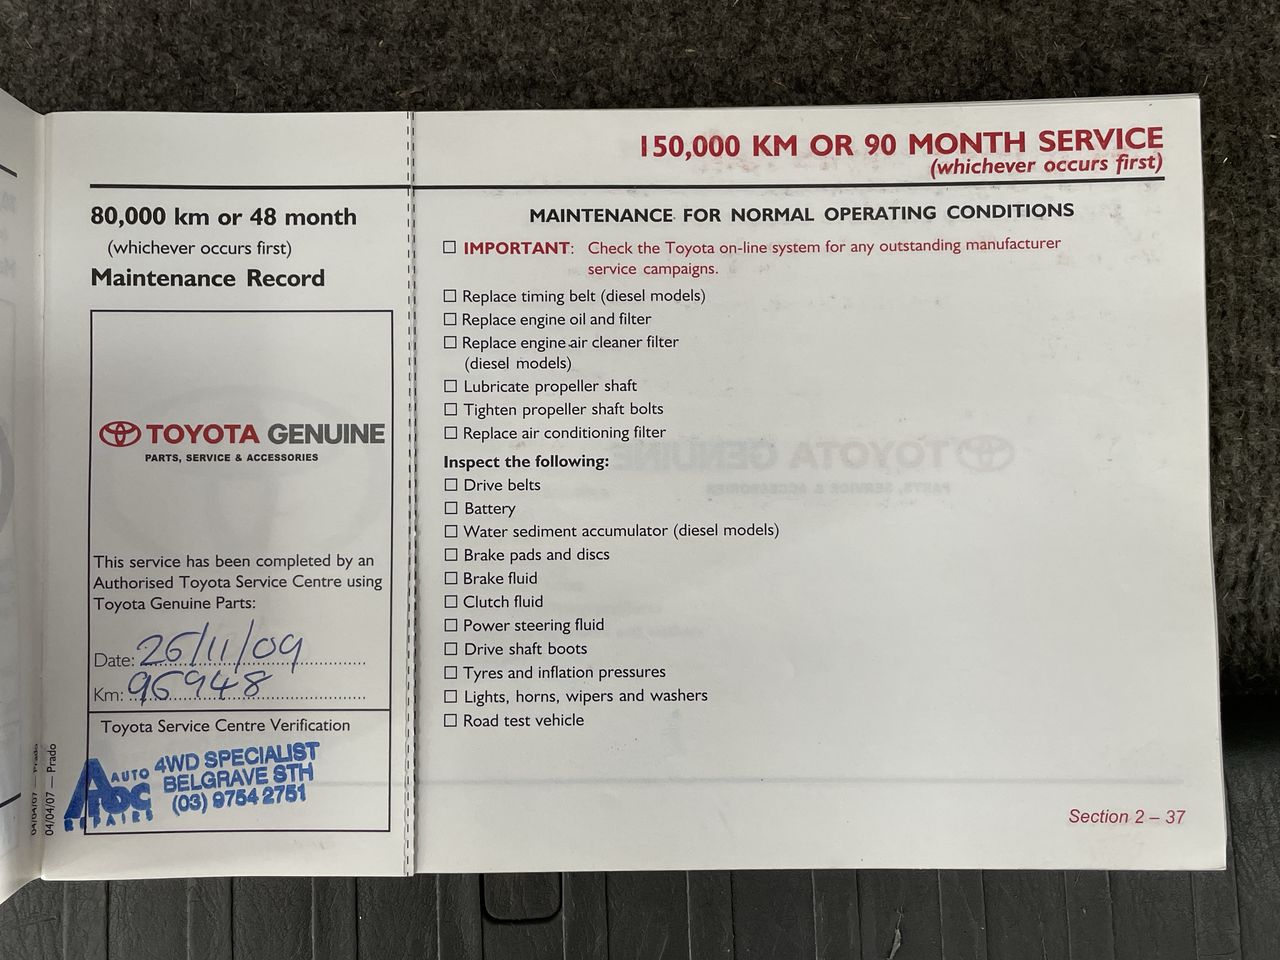 80,000 km or 48 month
(whichever occurs first)
Maintenance Record
TOYOTA GENUINE
PARTS, SERVICE & ACCESSORIES
This service has been completed by an
Authorised Toyota Service Centre using
Toyota Genuine Parts:
Date: 26/11/09
Km: 96948
Toyota Service Centre Verification
AUTO
REPAIRS
4WD SPECIALIST
BELGRAVE STH
(03) 9754 2751
04/04/07 — Prado
04/04/07 — Prado
150,000 KM OR 90 MONTH SERVICE
(whichever occurs first)
MAINTENANCE FOR NORMAL OPERATING CONDITIONS
IMPORTANT: Check the Toyota on-line system for any outstanding manufacturer
service campaigns.
Replace timing belt (diesel models)
Replace engine oil and filter
Replace engine air cleaner filter
(diesel models)
Lubricate propeller shaft
Tighten propeller shaft bolts
Replace air conditioning filter
Inspect the following:
Drive belts
Battery
Water sediment accumulator (diesel models)
Brake pads and discs
Brake fluid
Clutch fluid
Power steering fluid
Drive shaft boots
Tyres and inflation pressures
Lights, horns, wipers and washers
Road test vehicle
Section 2 – 37